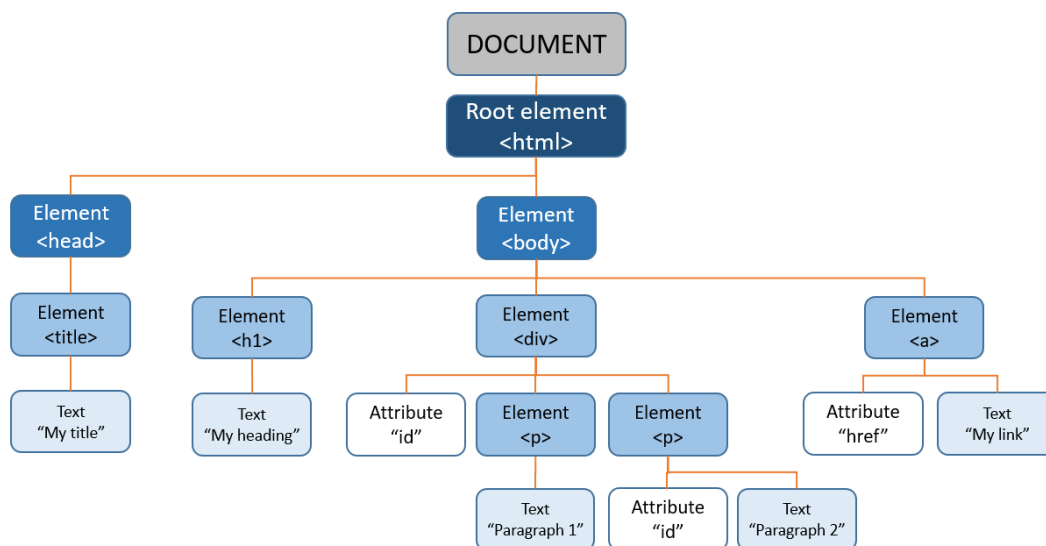 DOCUMENT
Root element
<html>
Element
<head>
Element
<body>
Element
<title>
Element
<h1>
Element
<div>
Element
<a>
Text
“My title”
Text
“My heading”
Attribute
“id”
Element
<p>
Element
<p>
Attribute
“href”
Text
“My link”
Text
“Paragraph 1”
Attribute
“id”
Text
“Paragraph 2”